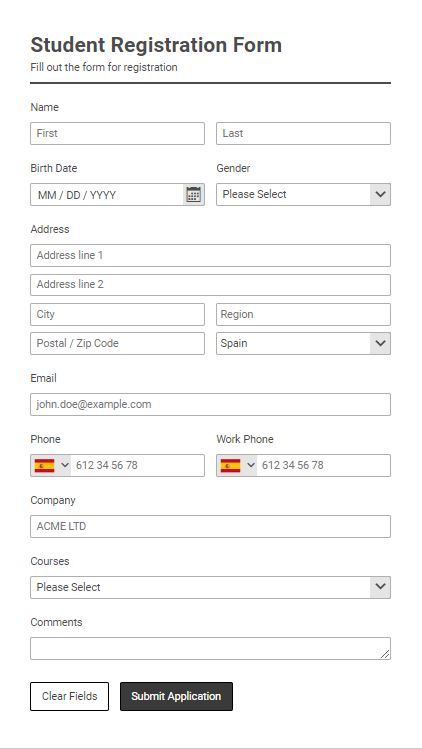 Student Registration Form
Fill out the form for registration
Name
First Last
Birth Date Gender
MM / DD / YYYY Please Select
Address
Address line 1
Address line 2
City Region
Postal / Zip Code Spain
Email
john.doe@example.com
Phone Work Phone
612 34 56 78 612 34 56 78
Company
ACME LTD
Courses
Please Select
Comments
Clear Fields Submit Application